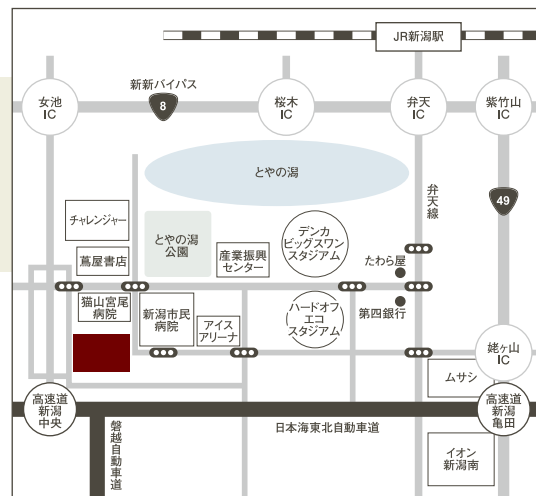 JR新潟駅
新新バイパス
8
女池
IC
桜木
IC
弁天
IC
紫竹山
IC
とやの潟
弁天線
49
チャレンジャー
とやの潟
公園
デンカ
ビッグスワン
スタジアム
蔦屋書店
産業振興
センター
たわら屋
猫山宮尾
病院
新潟市民
病院
アイス
アリーナ
ハードオフ
エコ
スタジアム
第四銀行
姥ヶ山
IC
ムサシ
高速道
新潟
中央
高速道
新潟
亀田
日本海東北自動車道
磐越自動車道
イオン
新潟南